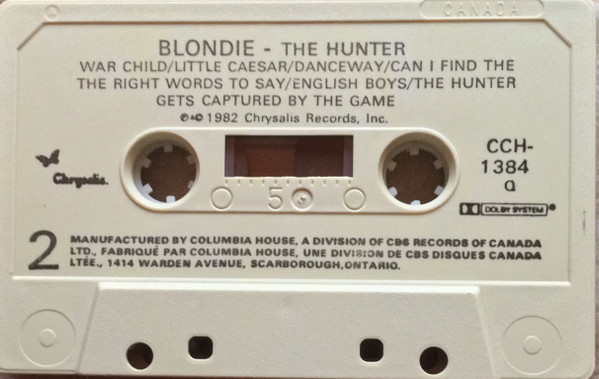 CANADA
BLONDIE - THE HUNTER
WAR CHILD/LITTLE CAESAR/DANCEWAY/CAN I FIND THE
THE RIGHT WORDS TO SAY/ENGLISH BOYS/THE HUNTER
GETS CAPTURED BY THE GAME
℗+© 1982 Chrysalis Records, Inc.
Chrysalis.
5
CCH-
1384
a
DOLBY SYSTEM®
2
MANUFACTURED BY COLUMBIA HOUSE, A DIVISION OF CBS RECORDS OF CANADA
LTD., FABRIQUÉ PAR COLUMBIA HOUSE, UNE DIVISION DE CBS DISQUES CANADA
LTÉE., 1414 WARDEN AVENUE, SCARBOROUGH,ONTARIO.